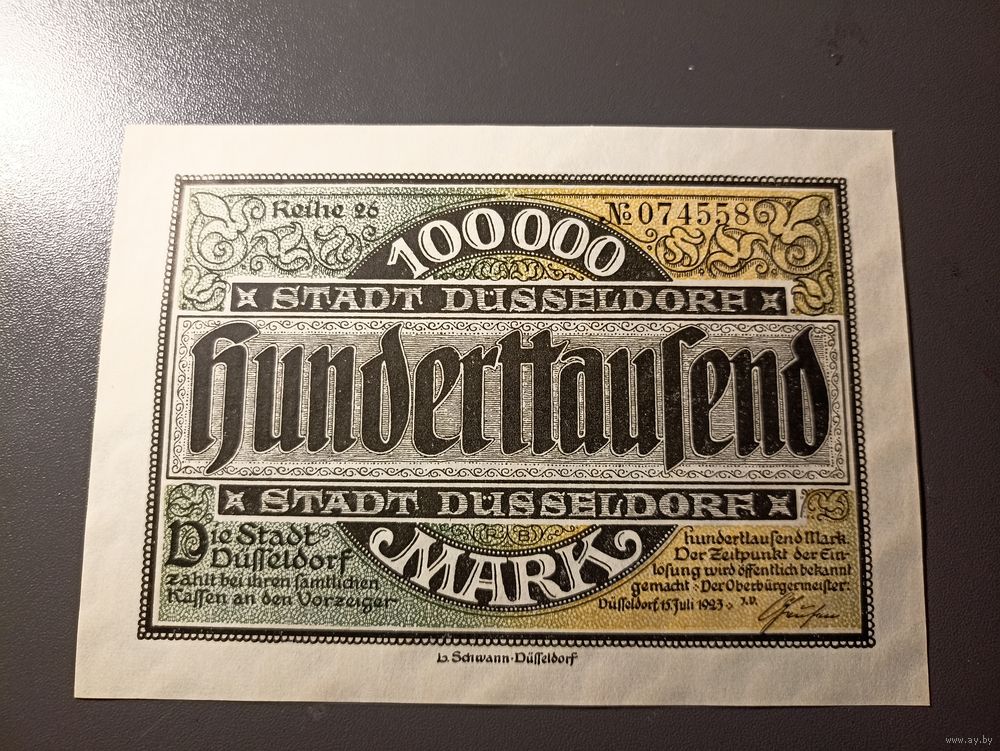 Reihe 26
№ 074558
100000
STADT DÜSSELDORF
Hunderttausend
STADT DÜSSELDORF
MARK
Die Stadt
Düsseldorf
zahlt bei ihren sämtlichen
Kassen an den Vorzeiger
hunderttausend Mark.
Der Zeitpunkt der Ein-
lösung wird öffentlich bekannt
gemacht · Der Oberbürgermeister:
Düsseldorf, 15. Juli 1923 · I.V.
L. Schwann · Düsseldorf
www.ay.by